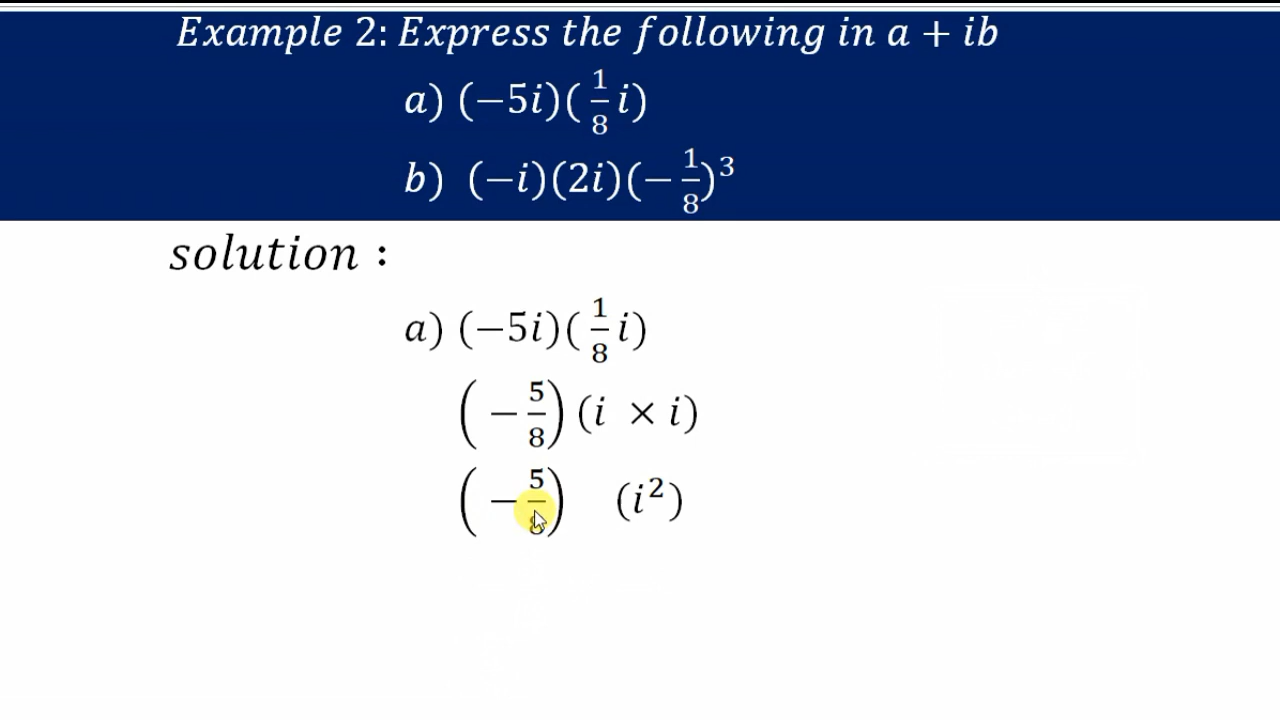 Example 2: Express the following in a + ib
a) (−5i)(1/8 i)
b) (−i)(2i)(−1/8)³
solution :
a) (−5i)(1/8 i)
(−5/8)(i × i)
(−5/8) (i²)